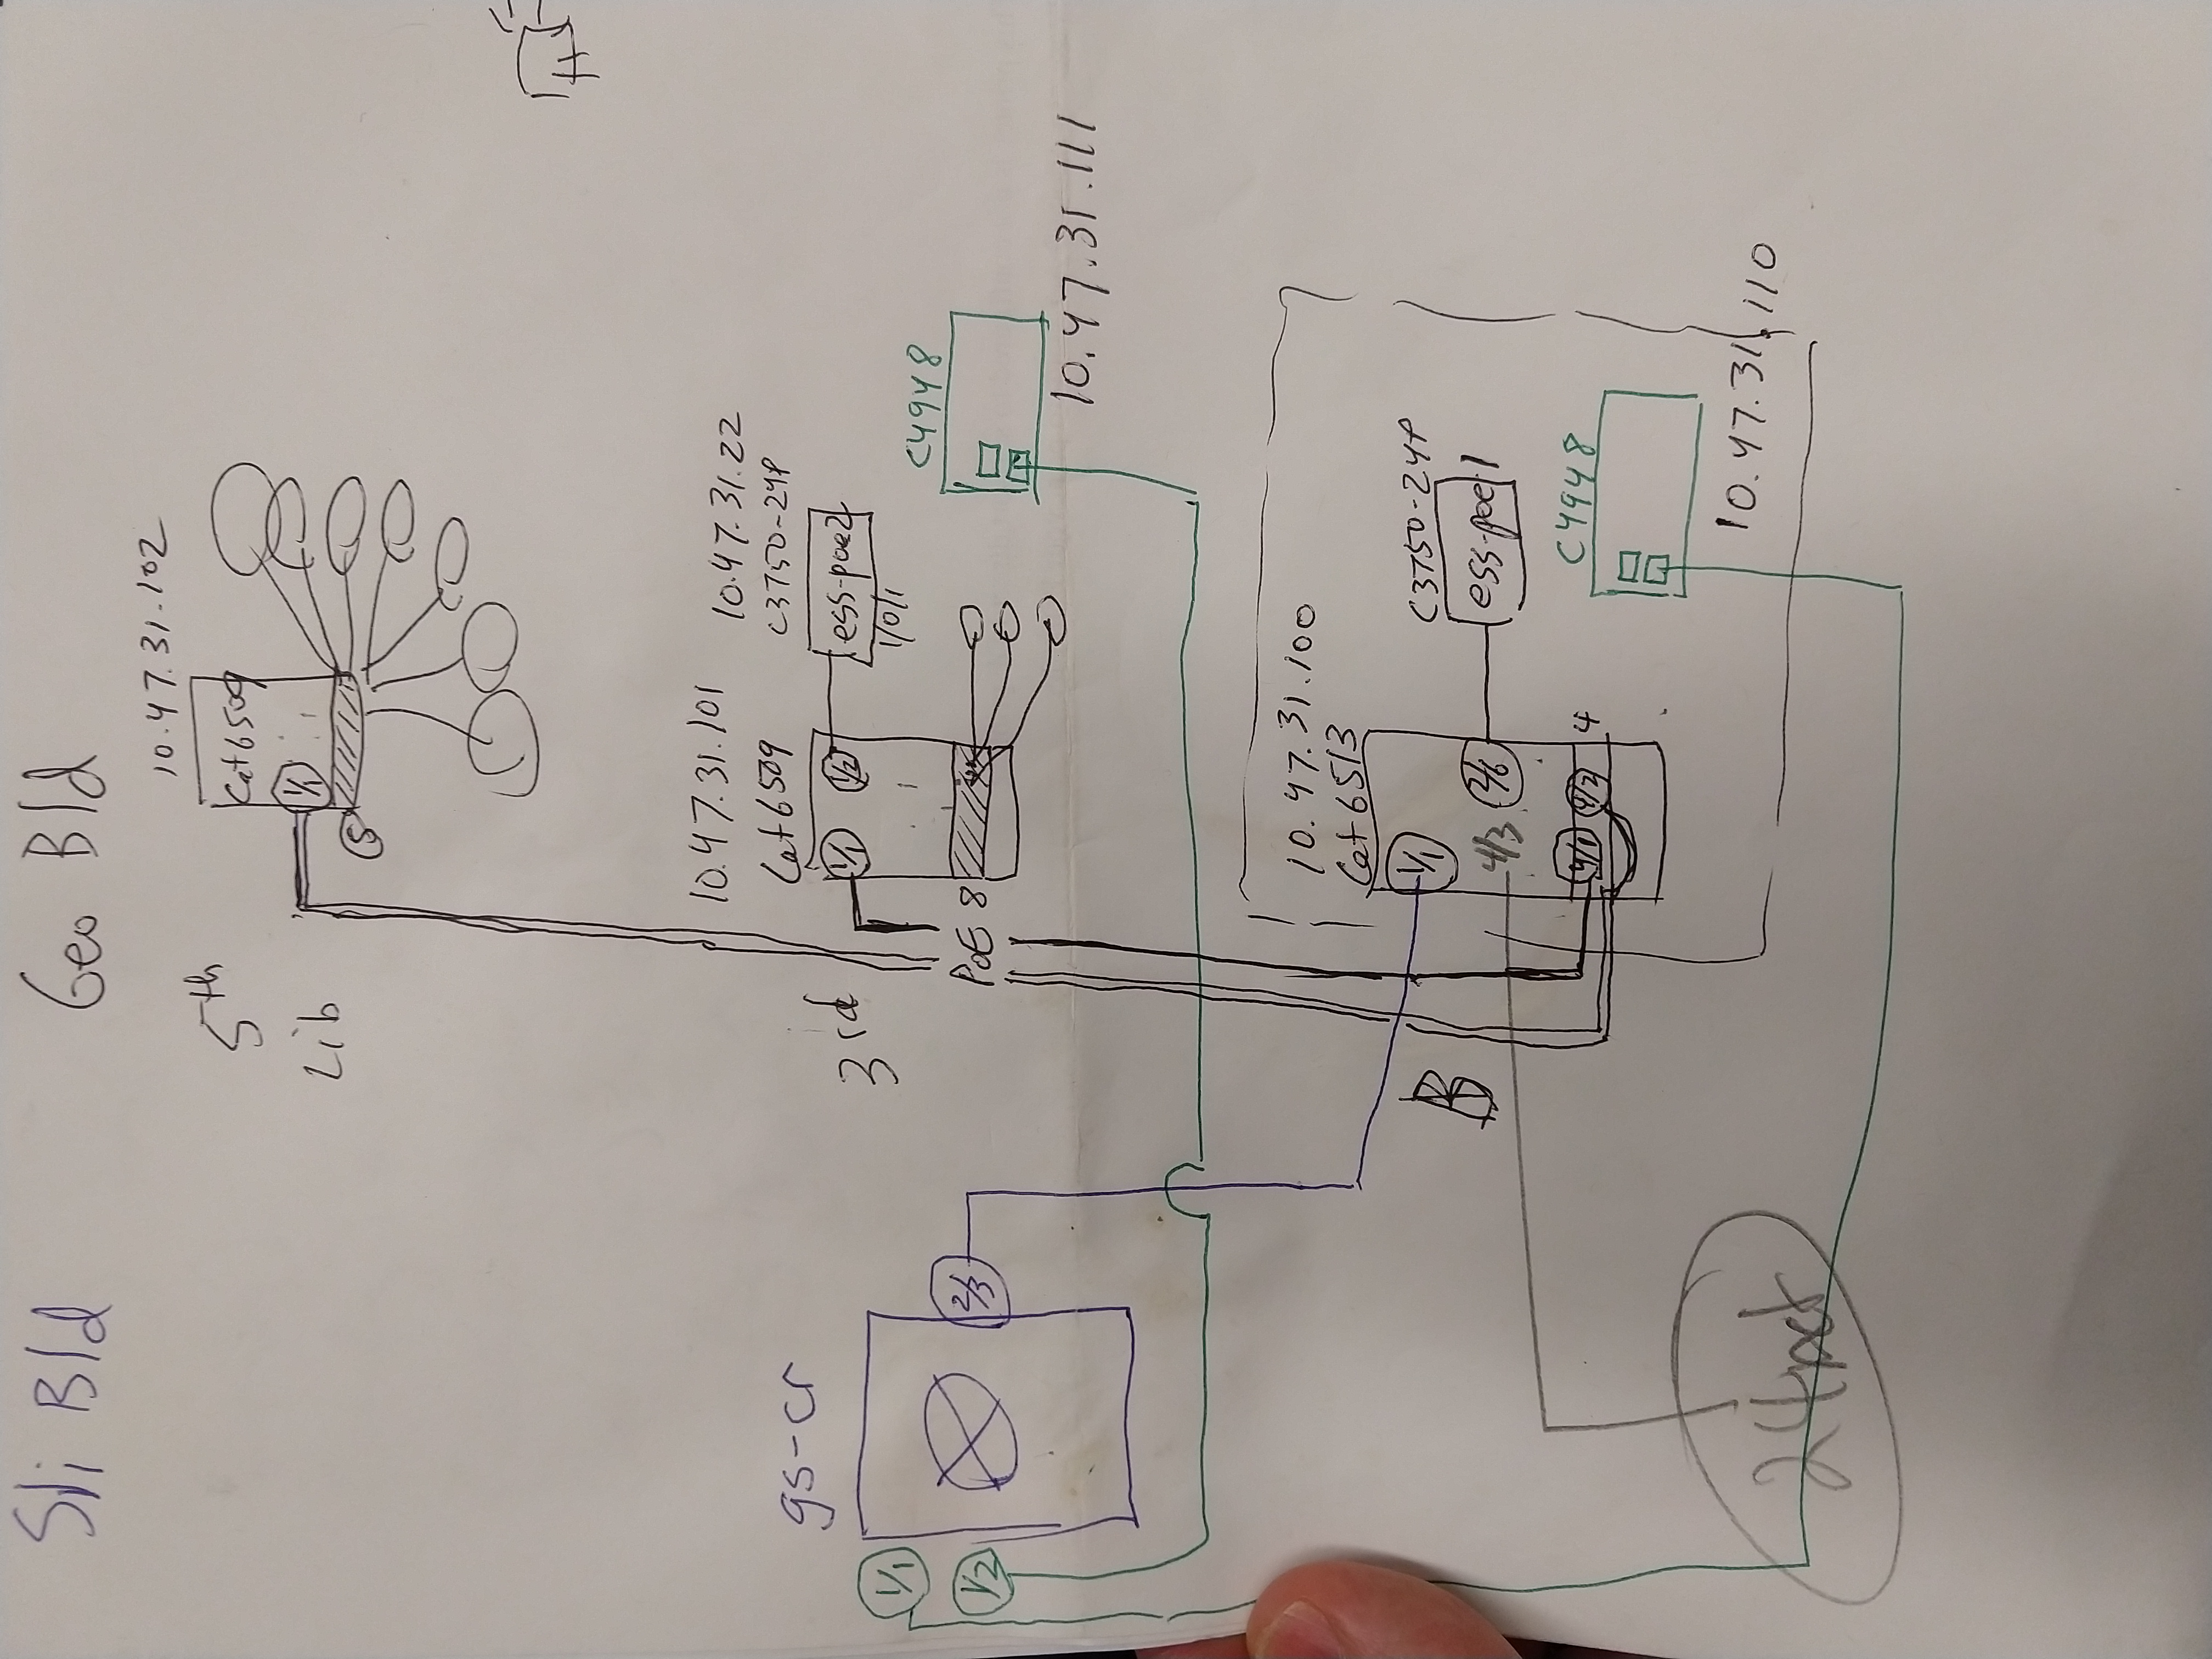 Sli Bld
Geo Bld
10.47.31.102
5th
Cat6509
Lib
1/1
5
10.47.31.101
10.47.31.22
Cat6509
C3750-24P
gs-cr
3rd
1/1
1/2
ess-poe2
1/0/1
1/1
C4948
1/2
2/3
PoE 8
10.47.31.111
10.47.31.100
Cat6513
1/1
B
C3750-24P
4/3
2/6
ess-poe1
4/1
4/2
4
C4948
10.47.31.110
24net